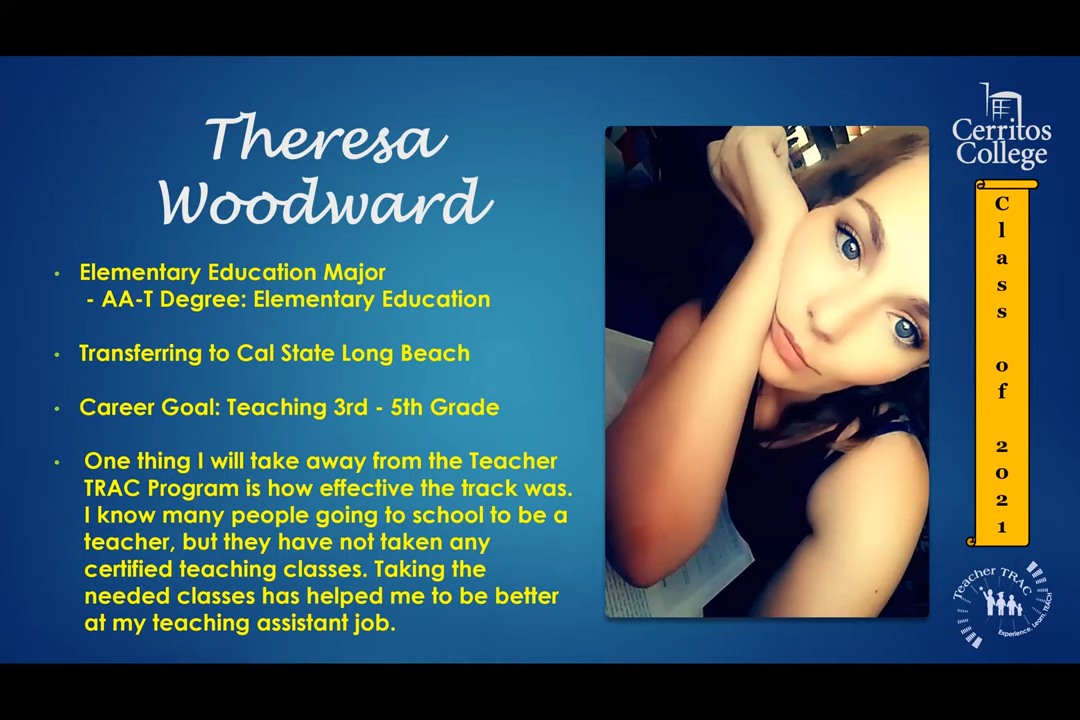 Theresa
Woodward
• Elementary Education Major
- AA-T Degree: Elementary Education
• Transferring to Cal State Long Beach
• Career Goal: Teaching 3rd - 5th Grade
• One thing I will take away from the Teacher
TRAC Program is how effective the track was.
I know many people going to school to be a
teacher, but they have not taken any
certified teaching classes. Taking the
needed classes has helped me to be better
at my teaching assistant job.
Cerritos
College
Class of 2021
Teacher TRAC
Experience, Learn, TEACH